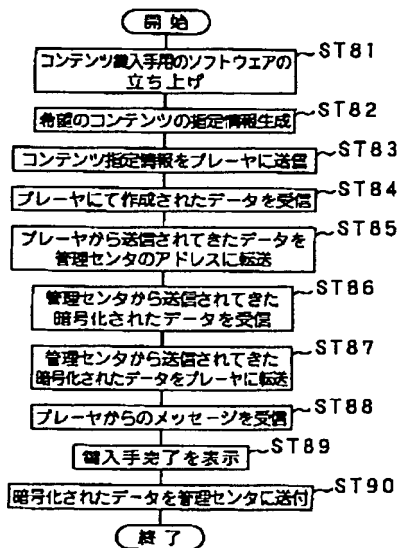 開 始
コンテンツ鍵入手用のソフトウェアの
立ち上げ
ST81
希望のコンテンツの指定情報生成
ST82
コンテンツ指定情報をプレーヤに送信
ST83
プレーヤにて作成されたデータを受信
ST84
プレーヤから送信されてきたデータを
管理センタのアドレスに転送
ST85
管理センタから送信されてきた
暗号化されたデータを受信
ST86
管理センタから送信されてきた
暗号化されたデータをプレーヤに転送
ST87
プレーヤからのメッセージを受信
ST88
鍵入手完了を表示
ST89
暗号化されたデータを管理センタに送付
ST90
終 了